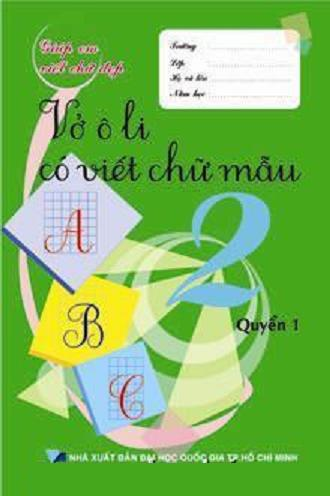 Giúp em
viết chữ đẹp
Trường
Lớp
Họ và tên
Năm học
Vở ô li
có viết chữ mẫu
A
B
C
2
Quyển 1
NHÀ XUẤT BẢN ĐẠI HỌC QUỐC GIA TP.HỒ CHÍ MINH